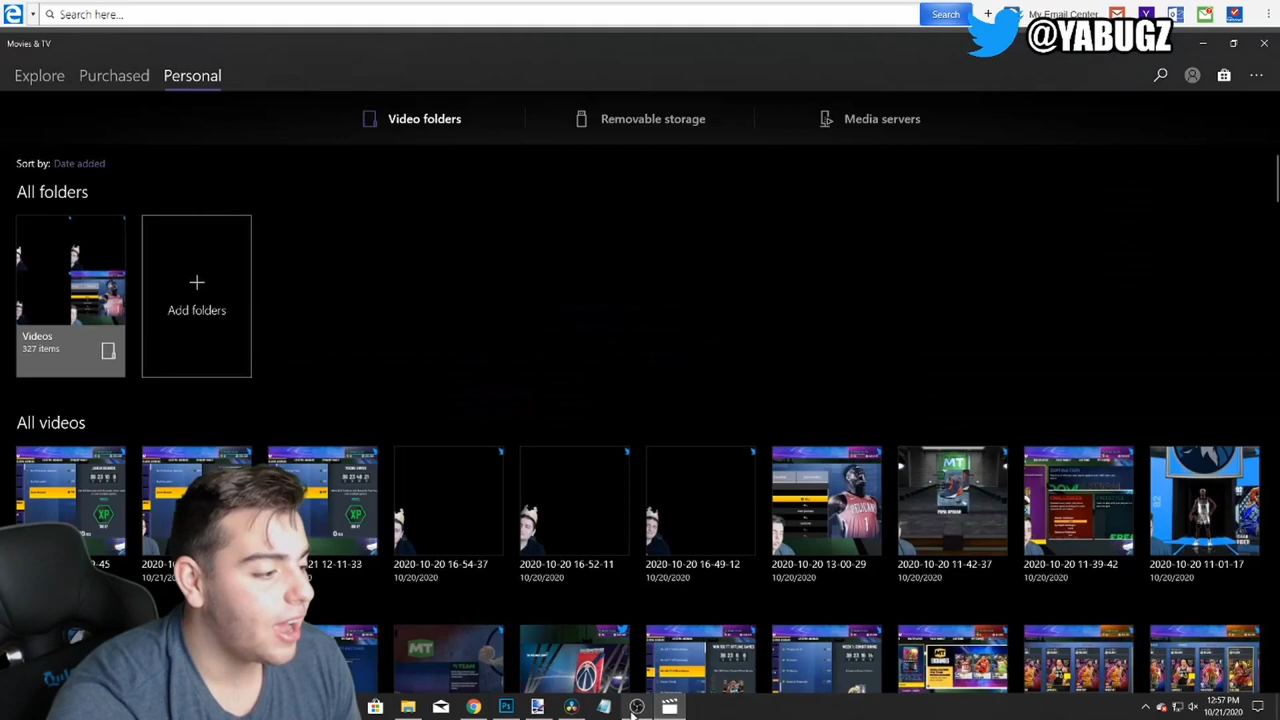 Search here...
Search
My Email Center
@YABUGZ
Movies & TV
Explore
Purchased
Personal
Video folders
Removable storage
Media servers
Sort by: Date added
All folders
Videos
327 items
Add folders
All videos
2020-10-20 16-54-37
2020-10-20 16-52-11
2020-10-20 16-49-12
2020-10-20 13-00-29
2020-10-20 11-42-37
2020-10-20 11-39-42
2020-10-20 11-01-17
10/20/2020
10/20/2020
10/20/2020
10/20/2020
10/20/2020
10/20/2020
10/20/2020
12:57 PM
10/21/2020